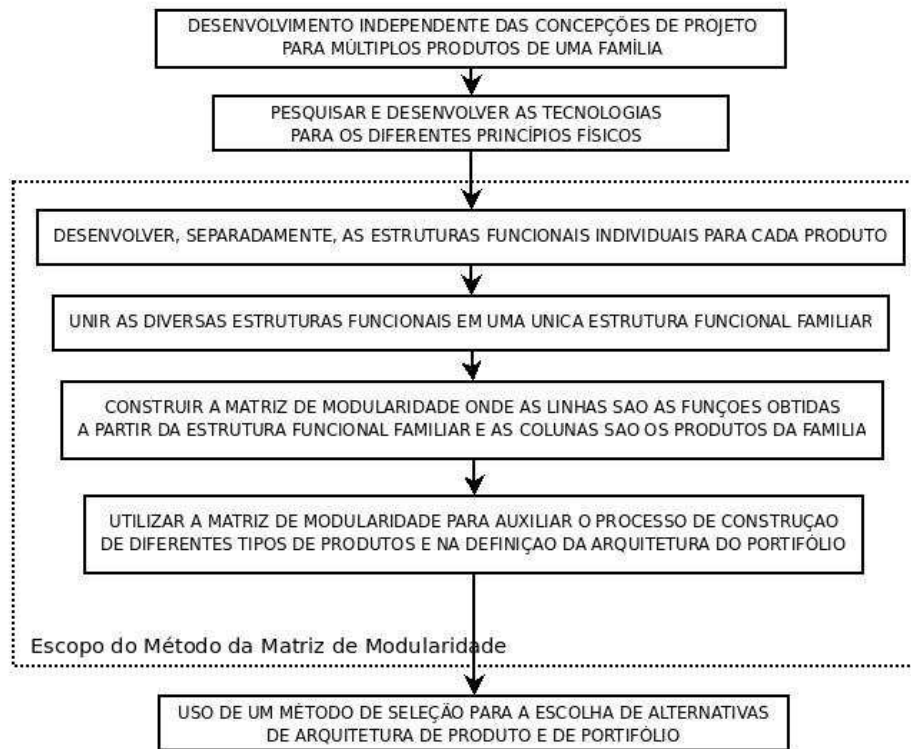 DESENVOLVIMENTO INDEPENDENTE DAS CONCEPÇÕES DE PROJETO
PARA MÚLTIPLOS PRODUTOS DE UMA FAMÍLIA
PESQUISAR E DESENVOLVER AS TECNOLOGIAS
PARA OS DIFERENTES PRINCÍPIOS FÍSICOS
DESENVOLVER, SEPARADAMENTE, AS ESTRUTURAS FUNCIONAIS INDIVIDUAIS PARA CADA PRODUTO
UNIR AS DIVERSAS ESTRUTURAS FUNCIONAIS EM UMA UNICA ESTRUTURA FUNCIONAL FAMILIAR
CONSTRUIR A MATRIZ DE MODULARIDADE ONDE AS LINHAS SAO AS FUNÇOES OBTIDAS
A PARTIR DA ESTRUTURA FUNCIONAL FAMILIAR E AS COLUNAS SAO OS PRODUTOS DA FAMILIA
UTILIZAR A MATRIZ DE MODULARIDADE PARA AUXILIAR O PROCESSO DE CONSTRUÇAO
DE DIFERENTES TIPOS DE PRODUTOS E NA DEFINIÇAO DA ARQUITETURA DO PORTIFÓLIO
Escopo do Método da Matriz de Modularidade
USO DE UM MÉTODO DE SELEÇÃO PARA A ESCOLHA DE ALTERNATIVAS
DE ARQUITETURA DE PRODUTO E DE PORTIFÓLIO